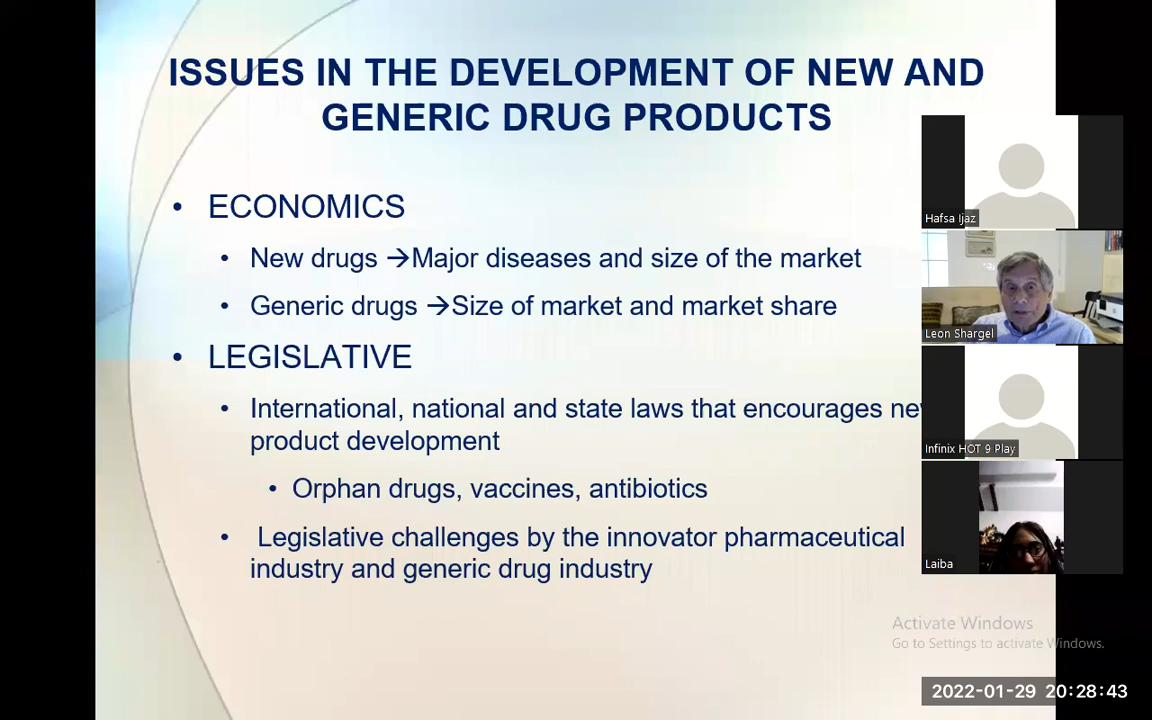 ISSUES IN THE DEVELOPMENT OF NEW AND
GENERIC DRUG PRODUCTS
• ECONOMICS
• New drugs →Major diseases and size of the market
• Generic drugs →Size of market and market share
• LEGISLATIVE
• International, national and state laws that encourages
product development
• Orphan drugs, vaccines, antibiotics
• Legislative challenges by the innovator pharmaceutical
industry and generic drug industry
Hafsa Ijaz
Leon Shargel
Infinix HOT 9 Play
Laiba
Activate Windows
Go to Settings to activate Windows.
2022-01-29 20:28:43